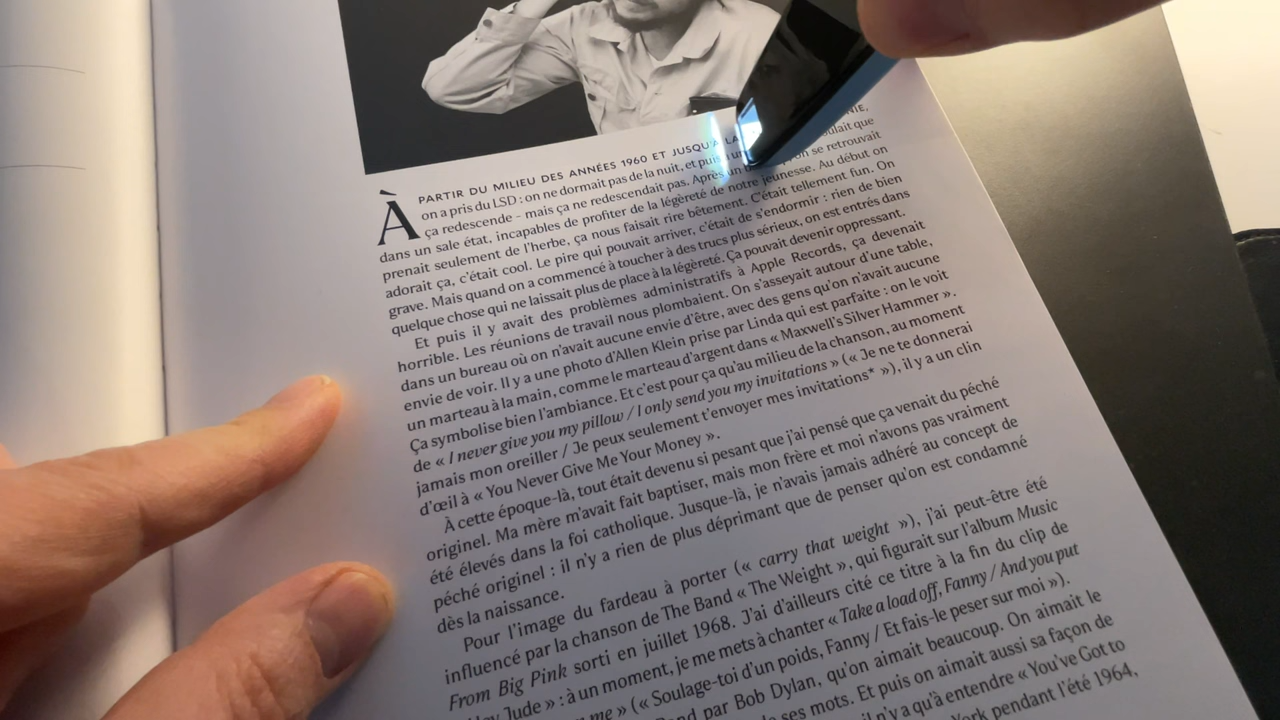 À PARTIR DU MILIEU DES ANNÉES 1960 ET JUSQU'À LA
on a pris du LSD : on ne dormait pas de la nuit, et puis
ça redescende – mais ça ne redescendait pas. Après un on se retrouvait
dans un sale état, incapables de profiter de la légèreté de notre jeunesse. Au début on
prenait seulement de l'herbe, ça nous faisait rire bêtement. C'était tellement fun. On
adorait ça, c'était cool. Le pire qui pouvait arriver, c'était de s'endormir : rien de bien
grave. Mais quand on a commencé à toucher à des trucs plus sérieux, on est entrés dans
quelque chose qui ne laissait plus de place à la légèreté. Ça pouvait devenir oppressant.
Et puis il y avait des problèmes administratifs à Apple Records, ça devenait
horrible. Les réunions de travail nous plombaient. On s'asseyait autour d'une table,
dans un bureau où on n'avait aucune envie d'être, avec des gens qu'on n'avait aucune
envie de voir. Il y a une photo d'Allen Klein prise par Linda qui est parfaite : on le voit
un marteau à la main, comme le marteau d'argent dans « Maxwell's Silver Hammer ».
Ça symbolise bien l'ambiance. Et c'est pour ça qu'au milieu de la chanson, au moment
de « I never give you my pillow / I only send you my invitations » (« Je ne te donnerai
jamais mon oreiller / Je peux seulement t'envoyer mes invitations* »), il y a un clin
d'œil à « You Never Give Me Your Money ».
À cette époque-là, tout était devenu si pesant que j'ai pensé que ça venait du péché
originel. Ma mère m'avait fait baptiser, mais mon frère et moi n'avons pas vraiment
été élevés dans la foi catholique. Jusque-là, je n'avais jamais adhéré au concept de
péché originel : il n'y a rien de plus déprimant que de penser qu'on est condamné
dès la naissance.
Pour l'image du fardeau à porter (« carry that weight »), j'ai peut-être été
influencé par la chanson de The Band « The Weight », qui figurait sur l'album Music
From Big Pink sorti en juillet 1968. J'ai d'ailleurs cité ce titre à la fin du clip de
Hey Jude » : à un moment, je me mets à chanter « Take a load off, Fanny / And you put
me » (« Soulage-toi d'un poids, Fanny / Et fais-le peser sur moi »).
par Bob Dylan, qu'on aimait beaucoup. On aimait le
ses mots. Et puis on aimait aussi sa façon de
il n'y a qu'à entendre « You've Got to
pendant l'été 1964,